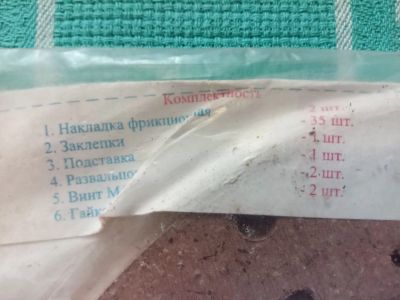 Комплектность
1. Накладка фрикционная 2 шт.
2. Заклепки - 35 шт.
3. Подставка - 1 шт.
4. Развально - 1 шт.
5. Винт М - 2 шт.
6. Гайк - 2 шт.